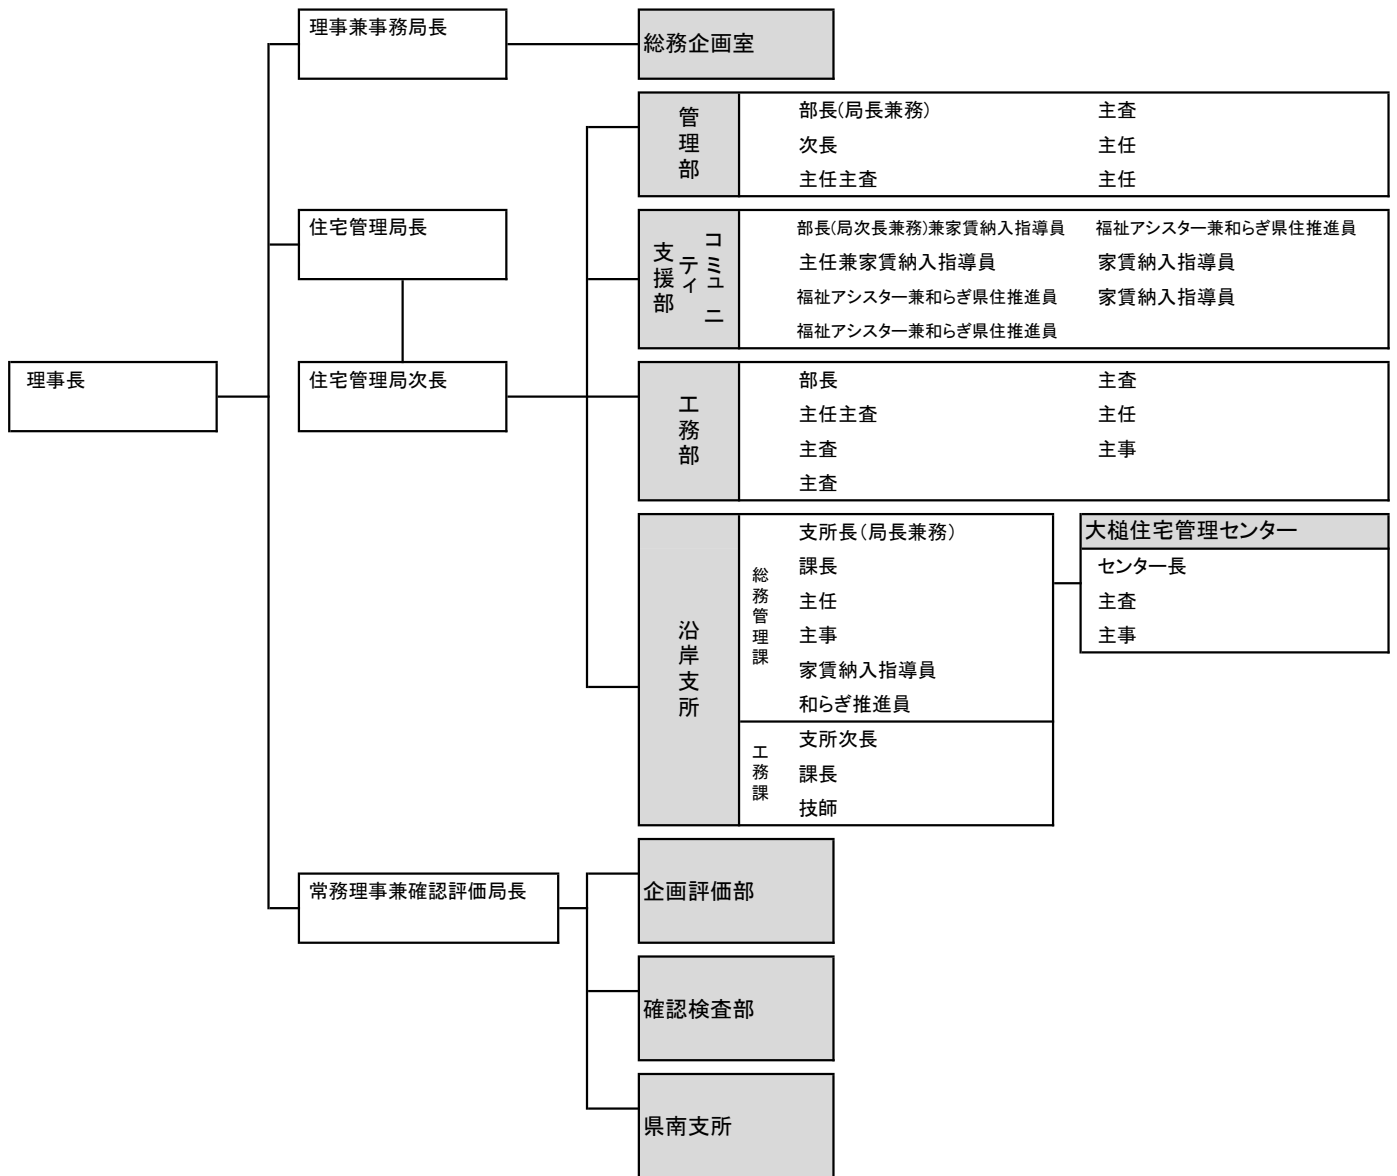 理事兼事務局長
総務企画室
管理部
部長(局長兼務)
主査
次長
主任
主任主査
主任
住宅管理局長
コミュニティ支援部
部長(局次長兼務)兼家賃納入指導員
福祉アシスター兼和らぎ県住推進員
主任兼家賃納入指導員
家賃納入指導員
福祉アシスター兼和らぎ県住推進員
家賃納入指導員
福祉アシスター兼和らぎ県住推進員
理事長
住宅管理局次長
工務部
部長
主査
主任主査
主任
主査
主事
主査
沿岸支所
総務管理課
支所長(局長兼務)
課長
主任
主事
家賃納入指導員
和らぎ推進員
工務課
支所次長
課長
技師
大槌住宅管理センター
センター長
主査
主事
常務理事兼確認評価局長
企画評価部
確認検査部
県南支所